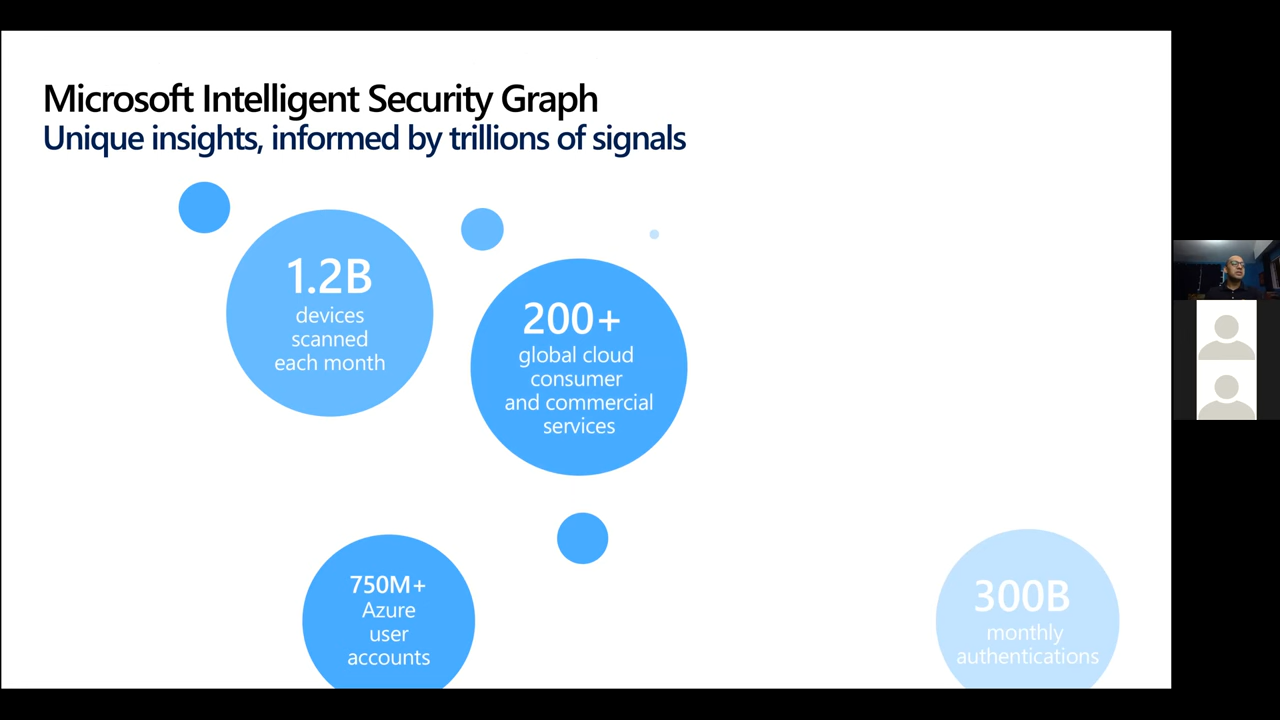 Microsoft Intelligent Security Graph
Unique insights, informed by trillions of signals
1.2B
devices
scanned
each month
200+
global cloud
consumer
and commercial
services
750M+
Azure
user
accounts
300B
monthly
authentications